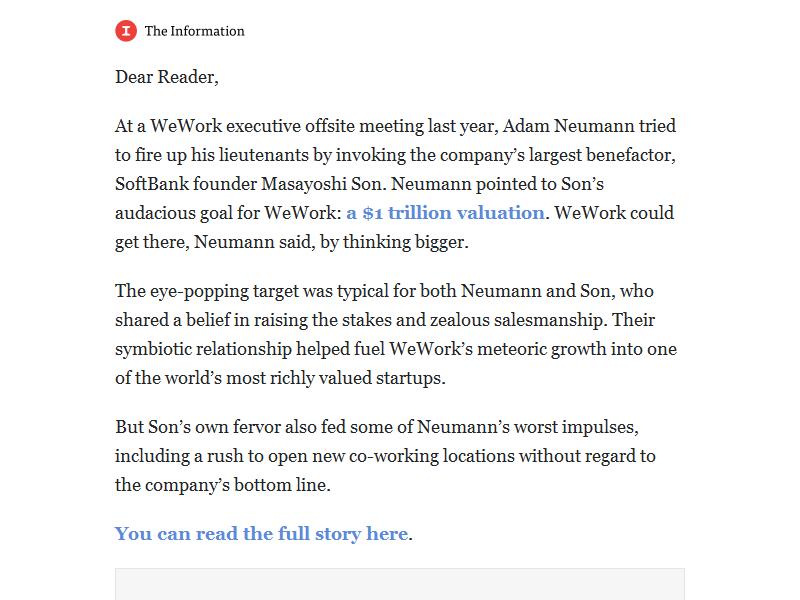 I The Information
Dear Reader,
At a WeWork executive offsite meeting last year, Adam Neumann tried
to fire up his lieutenants by invoking the company’s largest benefactor,
SoftBank founder Masayoshi Son. Neumann pointed to Son’s
audacious goal for WeWork: a $1 trillion valuation. WeWork could
get there, Neumann said, by thinking bigger.
The eye-popping target was typical for both Neumann and Son, who
shared a belief in raising the stakes and zealous salesmanship. Their
symbiotic relationship helped fuel WeWork’s meteoric growth into one
of the world’s most richly valued startups.
But Son’s own fervor also fed some of Neumann’s worst impulses,
including a rush to open new co-working locations without regard to
the company’s bottom line.
You can read the full story here.